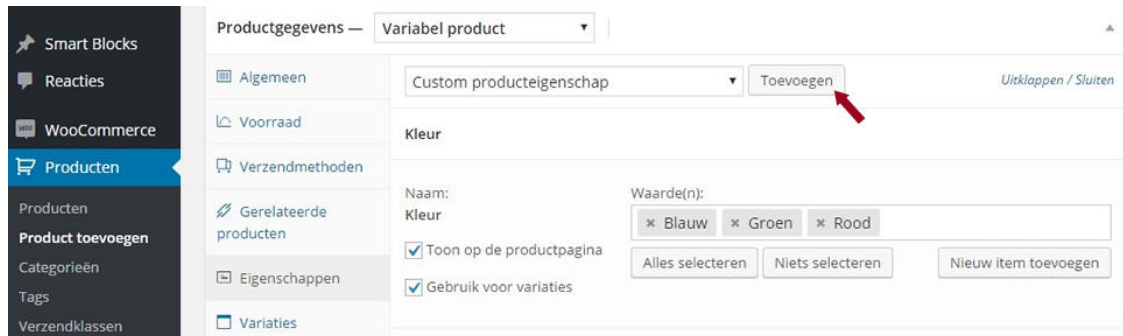 Smart Blocks
Reacties
WooCommerce
Producten
Producten
Product toevoegen
Categorieën
Tags
Verzendklassen
Productgegevens — Variabel product
Algemeen
Voorraad
Verzendmethoden
Gerelateerde
producten
Eigenschappen
Variaties
Custom producteigenschap Toevoegen Uitklappen / Sluiten
Kleur
Naam:
Kleur
Toon op de productpagina
Gebruik voor variaties
Waarde(n):
× Blauw × Groen × Rood
Alles selecteren Niets selecteren Nieuw item toevoegen